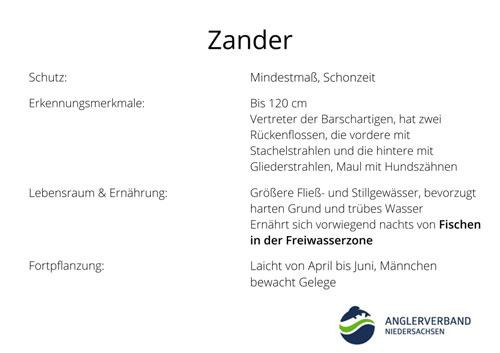 Zander
Schutz: Mindestmaß, Schonzeit
Erkennungsmerkmale: Bis 120 cm
Vertreter der Barschartigen, hat zwei
Rückenflossen, die vordere mit
Stachelstrahlen und die hintere mit
Gliederstrahlen, Maul mit Hundszähnen
Lebensraum & Ernährung: Größere Fließ- und Stillgewässer, bevorzugt
harten Grund und trübes Wasser
Ernährt sich vorwiegend nachts von Fischen
in der Freiwasserzone
Fortpflanzung: Laicht von April bis Juni, Männchen
bewacht Gelege
ANGLERVERBAND
NIEDERSACHSEN